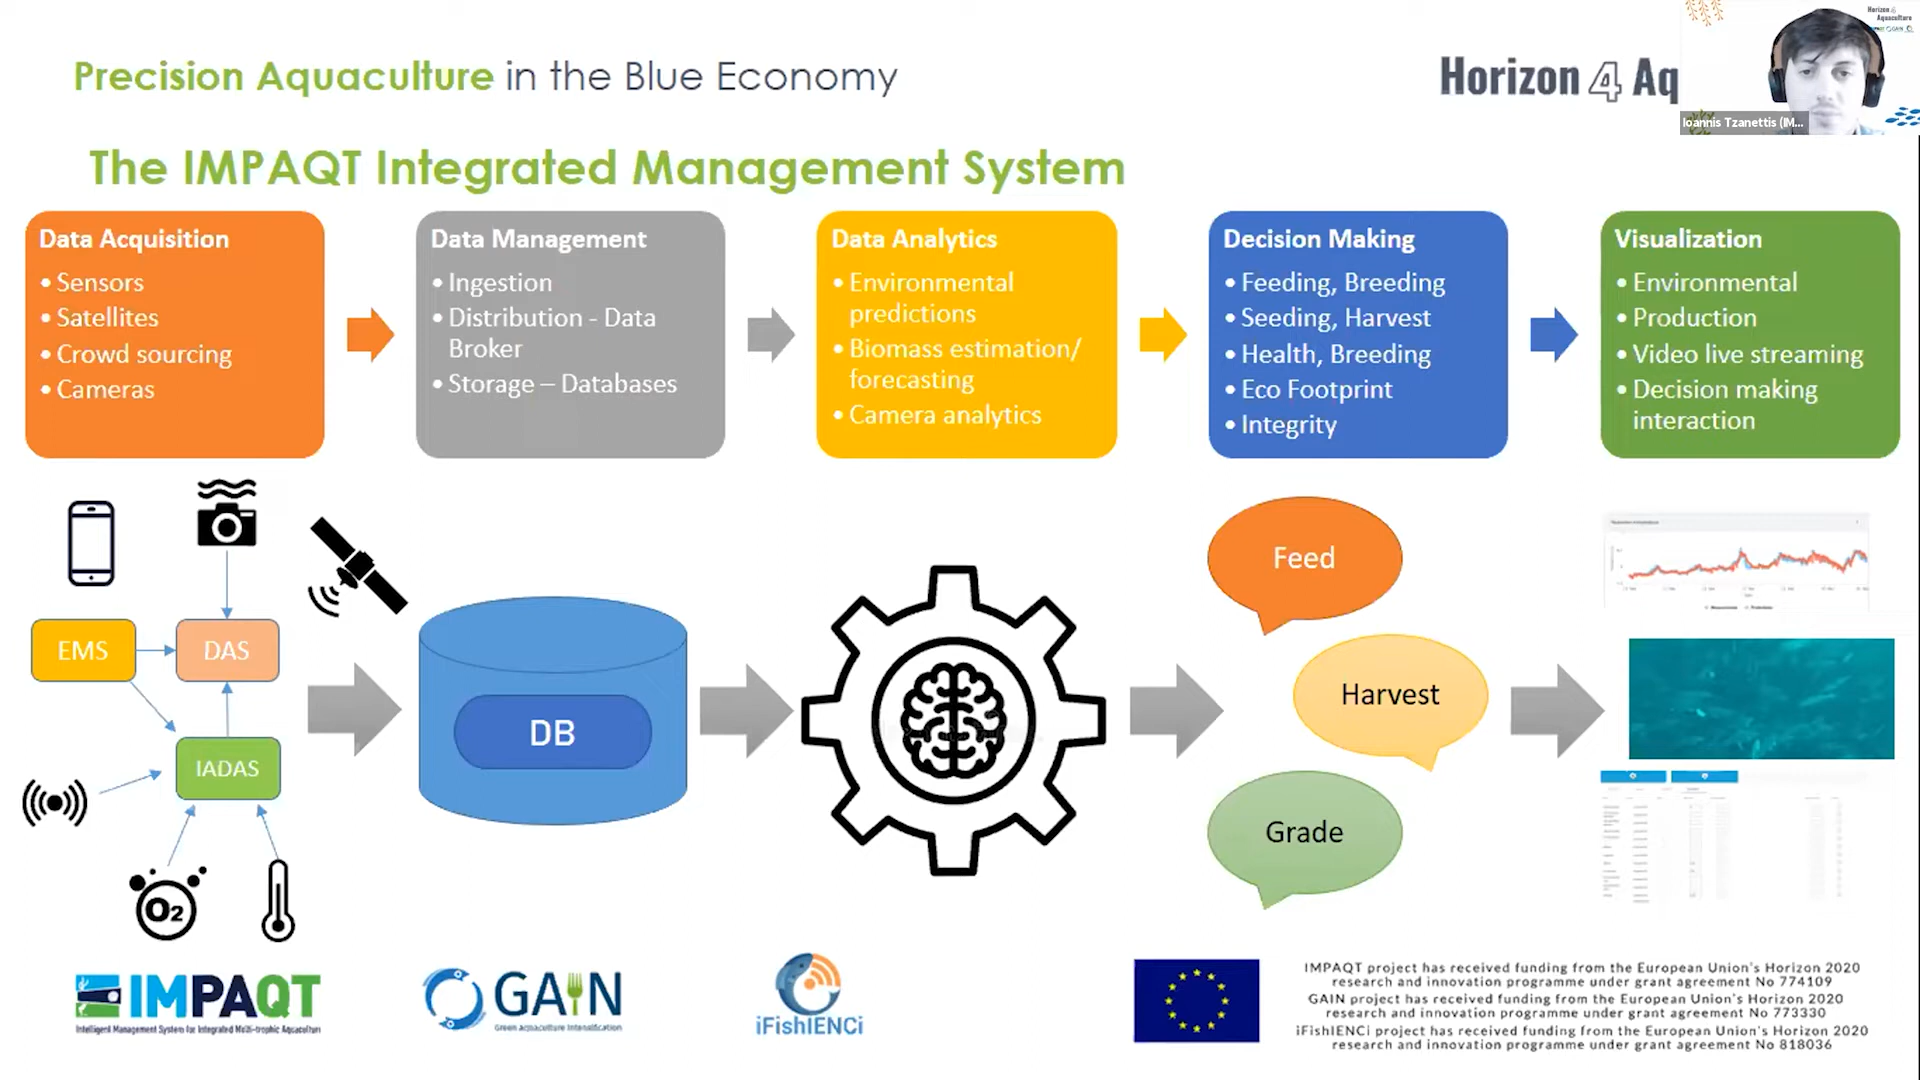 Precision Aquaculture in the Blue Economy
Horizon 4 Aq
Horizon 4
Aquaculture
Ioannis Tzanettis (IM...
The IMPAQT Integrated Management System
Data Acquisition
• Sensors
• Satellites
• Crowd sourcing
• Cameras
Data Management
• Ingestion
• Distribution - Data
Broker
• Storage – Databases
Data Analytics
• Environmental
predictions
• Biomass estimation/
forecasting
• Camera analytics
Decision Making
• Feeding, Breeding
• Seeding, Harvest
• Health, Breeding
• Eco Footprint
• Integrity
Visualization
• Environmental
• Production
• Video live streaming
• Decision making
interaction
EMS
DAS
IADAS
O2
DB
Feed
Harvest
Grade
IMPAQT
Intelligent Management System for Integrated Multi-trophic Aquaculture
GAIN
Green Aquaculture Intensification
iFishIENCi
IMPAQT project has received funding from the European Union's Horizon 2020
research and innovation programme under grant agreement No 774109
GAIN project has received funding from the European Union's Horizon 2020
research and innovation programme under grant agreement No 773330
iFishIENCi project has received funding from the European Union's Horizon 2020
research and innovation programme under grant agreement No 818036